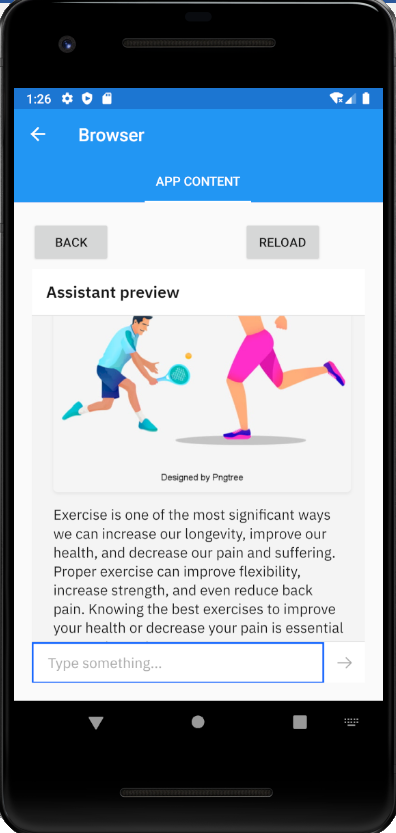 1:26
Browser
APP CONTENT
BACK RELOAD
Assistant preview
Designed by Pngtree
Exercise is one of the most significant ways
we can increase our longevity, improve our
health, and decrease our pain and suffering.
Proper exercise can improve flexibility,
increase strength, and even reduce back
pain. Knowing the best exercises to improve
your health or decrease your pain is essential
Type something...